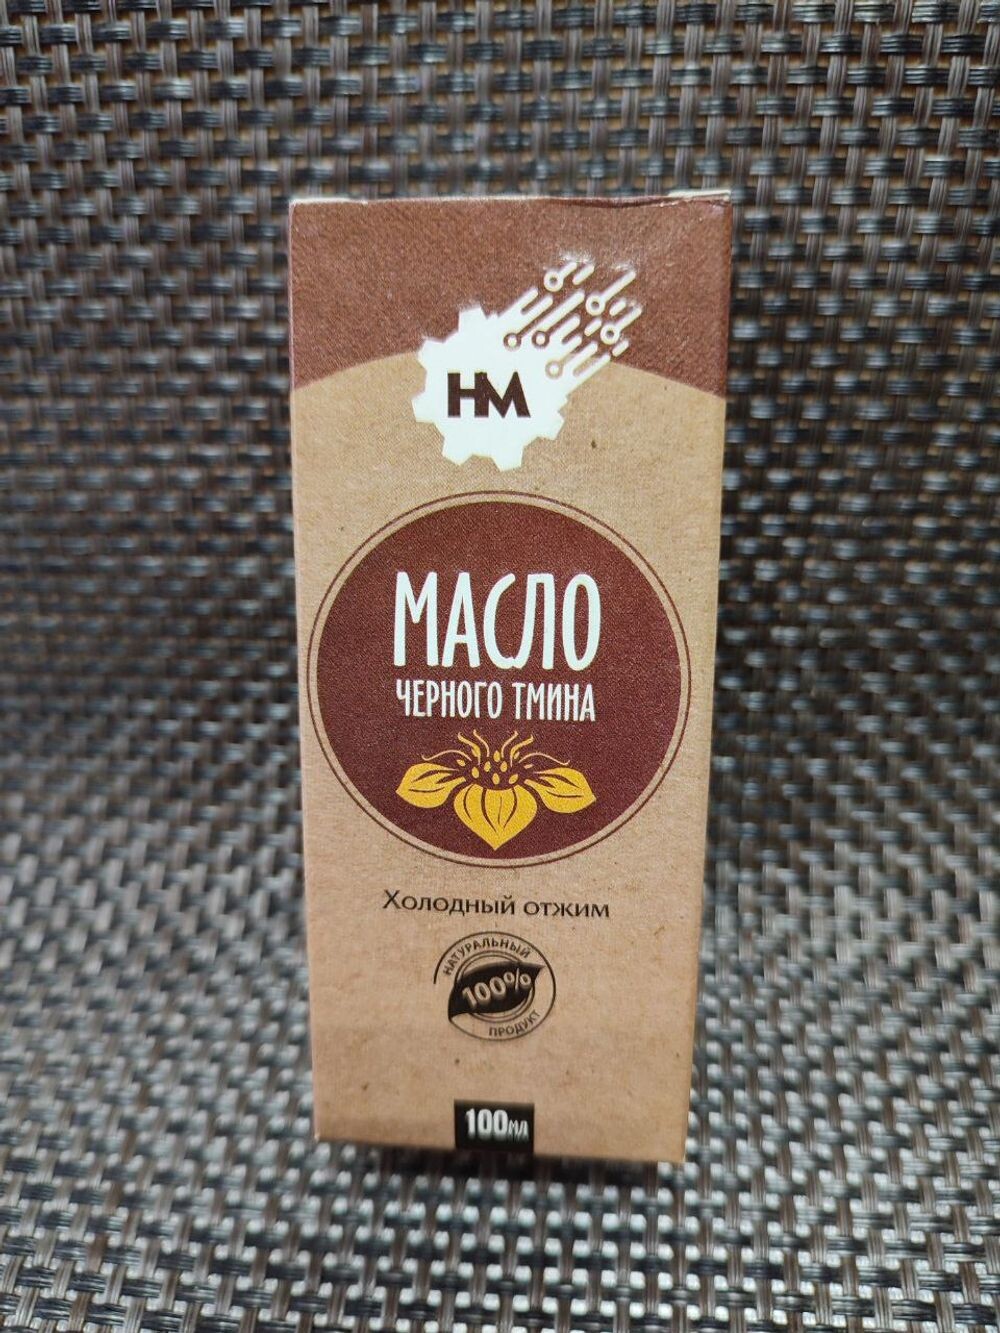 НМ
МАСЛО
ЧЕРНОГО ТМИНА
Холодный отжим
НАТУРАЛЬНЫЙ
100%
ПРОДУКТ
100мл